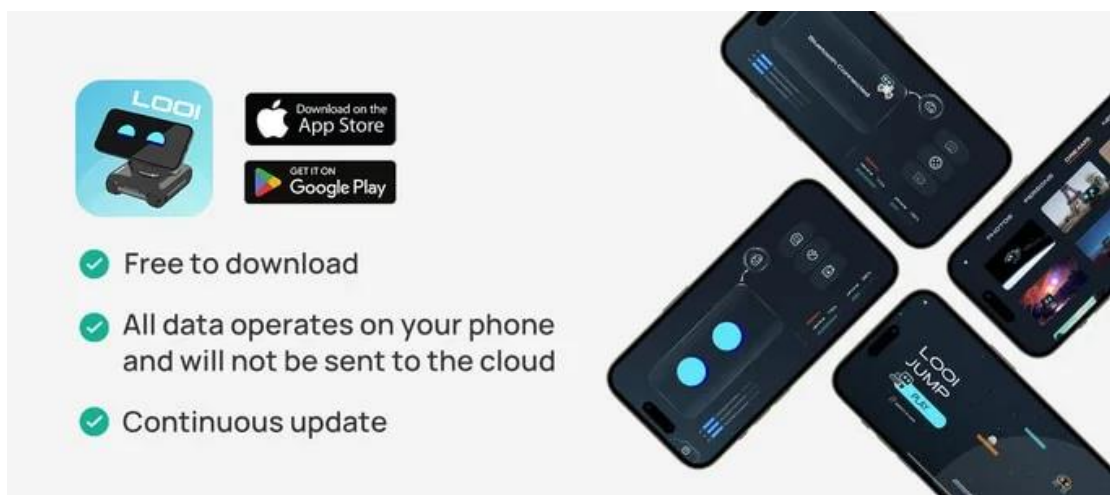 LOOI
Download on the
App Store
GET IT ON
Google Play
Free to download
All data operates on your phone
and will not be sent to the cloud
Continuous update
Bluetooth Connected
PHOTOS
PERSONS
DREAMS
LOOI
JUMP
PLAY